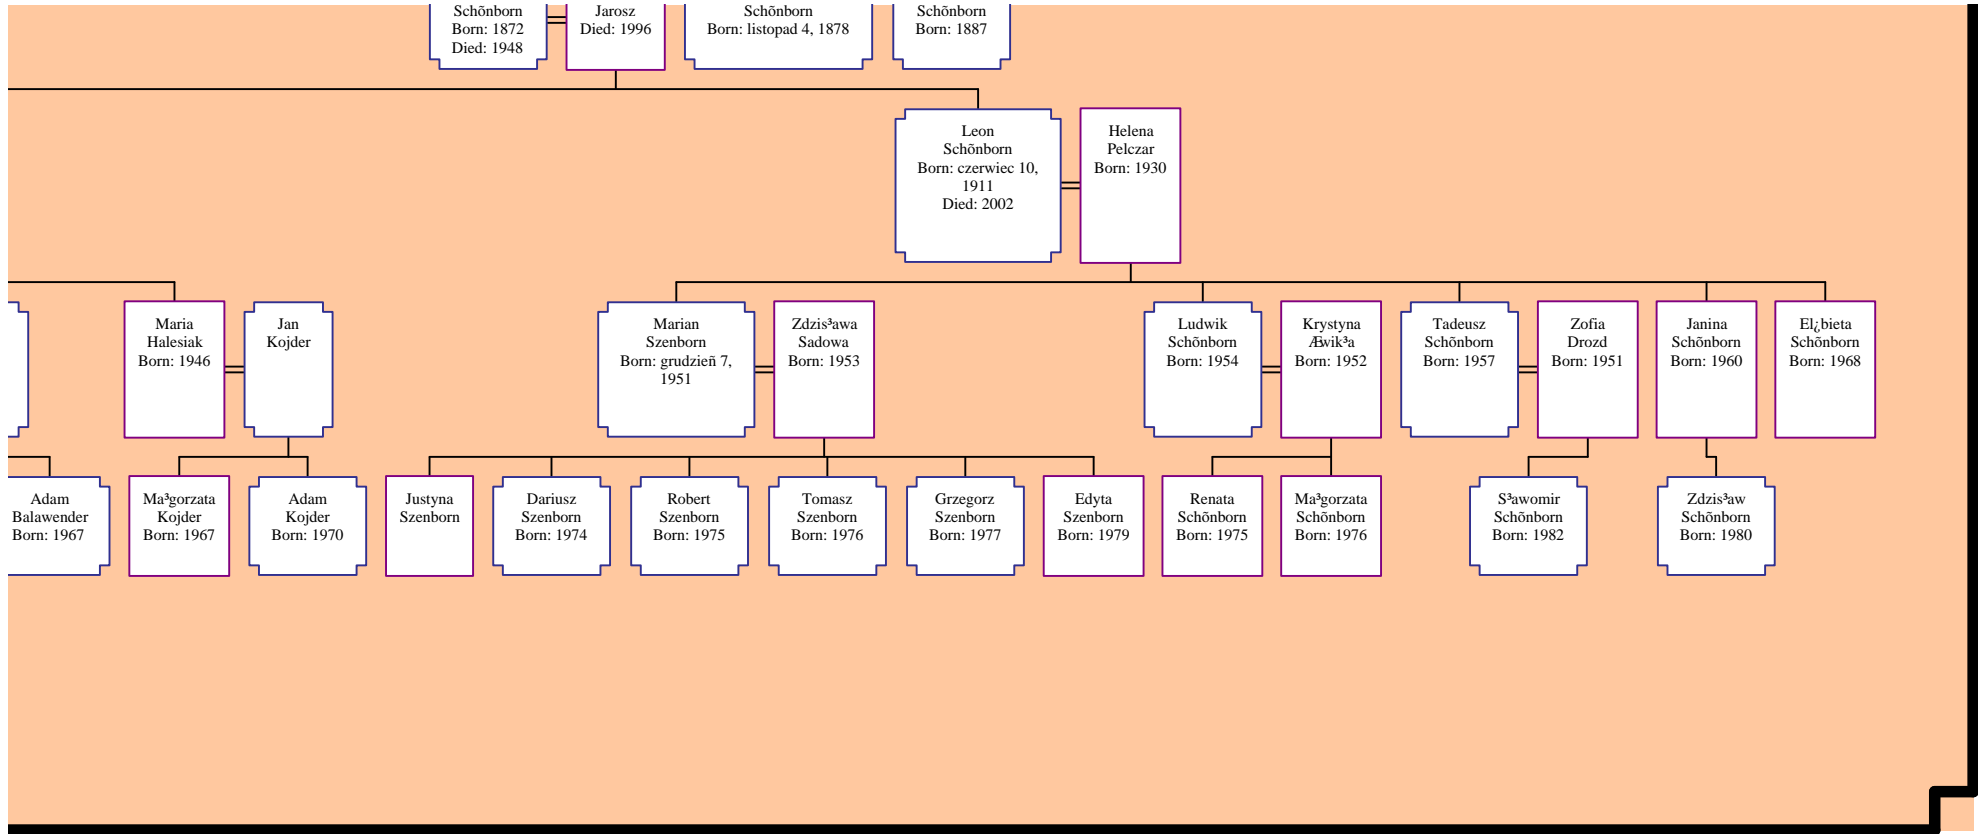 Schõnborn
Born: 1872
Died: 1948
Jarosz
Died: 1996
Schõnborn
Born: listopad 4, 1878
Schõnborn
Born: 1887
Leon
Schõnborn
Born: czerwiec 10,
1911
Died: 2002
Helena
Pelczar
Born: 1930
Maria
Halesiak
Born: 1946
Jan
Kojder
Marian
Szenborn
Born: grudzieñ 7,
1951
Zdzis³awa
Sadowa
Born: 1953
Ludwik
Schõnborn
Born: 1954
Krystyna
Æwik³a
Born: 1952
Tadeusz
Schõnborn
Born: 1957
Zofia
Drozd
Born: 1951
Janina
Schõnborn
Born: 1960
El¿bieta
Schõnborn
Born: 1968
Adam
Balawender
Born: 1967
Ma³gorzata
Kojder
Born: 1967
Adam
Kojder
Born: 1970
Justyna
Szenborn
Dariusz
Szenborn
Born: 1974
Robert
Szenborn
Born: 1975
Tomasz
Szenborn
Born: 1976
Grzegorz
Szenborn
Born: 1977
Edyta
Szenborn
Born: 1979
Renata
Schõnborn
Born: 1975
Ma³gorzata
Schõnborn
Born: 1976
S³awomir
Schõnborn
Born: 1982
Zdzis³aw
Schõnborn
Born: 1980